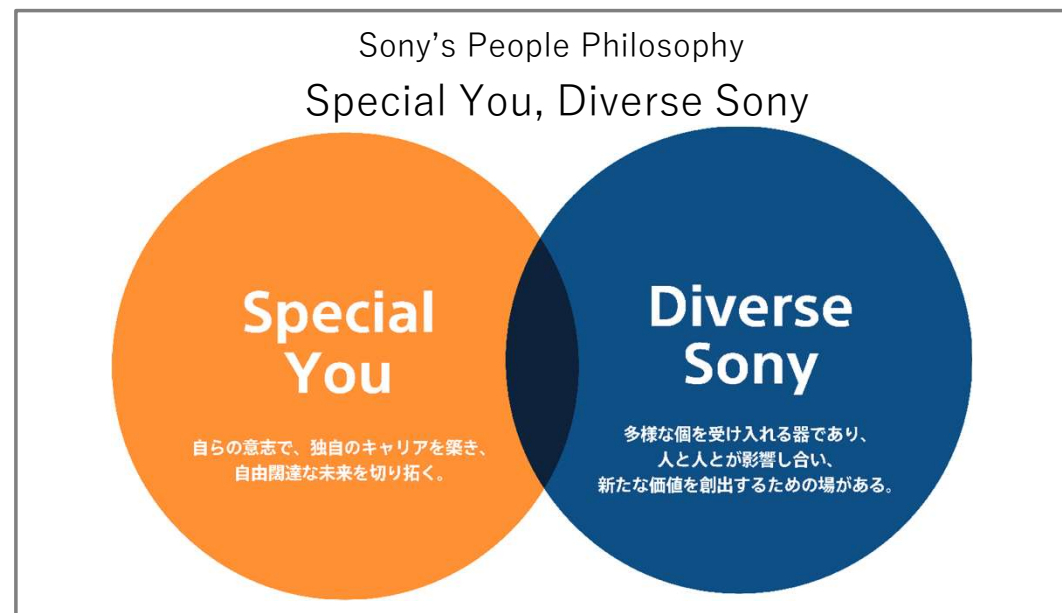 Sony’s People Philosophy
Special You, Diverse Sony
Special
You
自らの意志で、独自のキャリアを築き、
自由闊達な未来を切り拓く。
Diverse
Sony
多様な個を受け入れる器であり、
人と人とが影響し合い、
新たな価値を創出するための場がある。